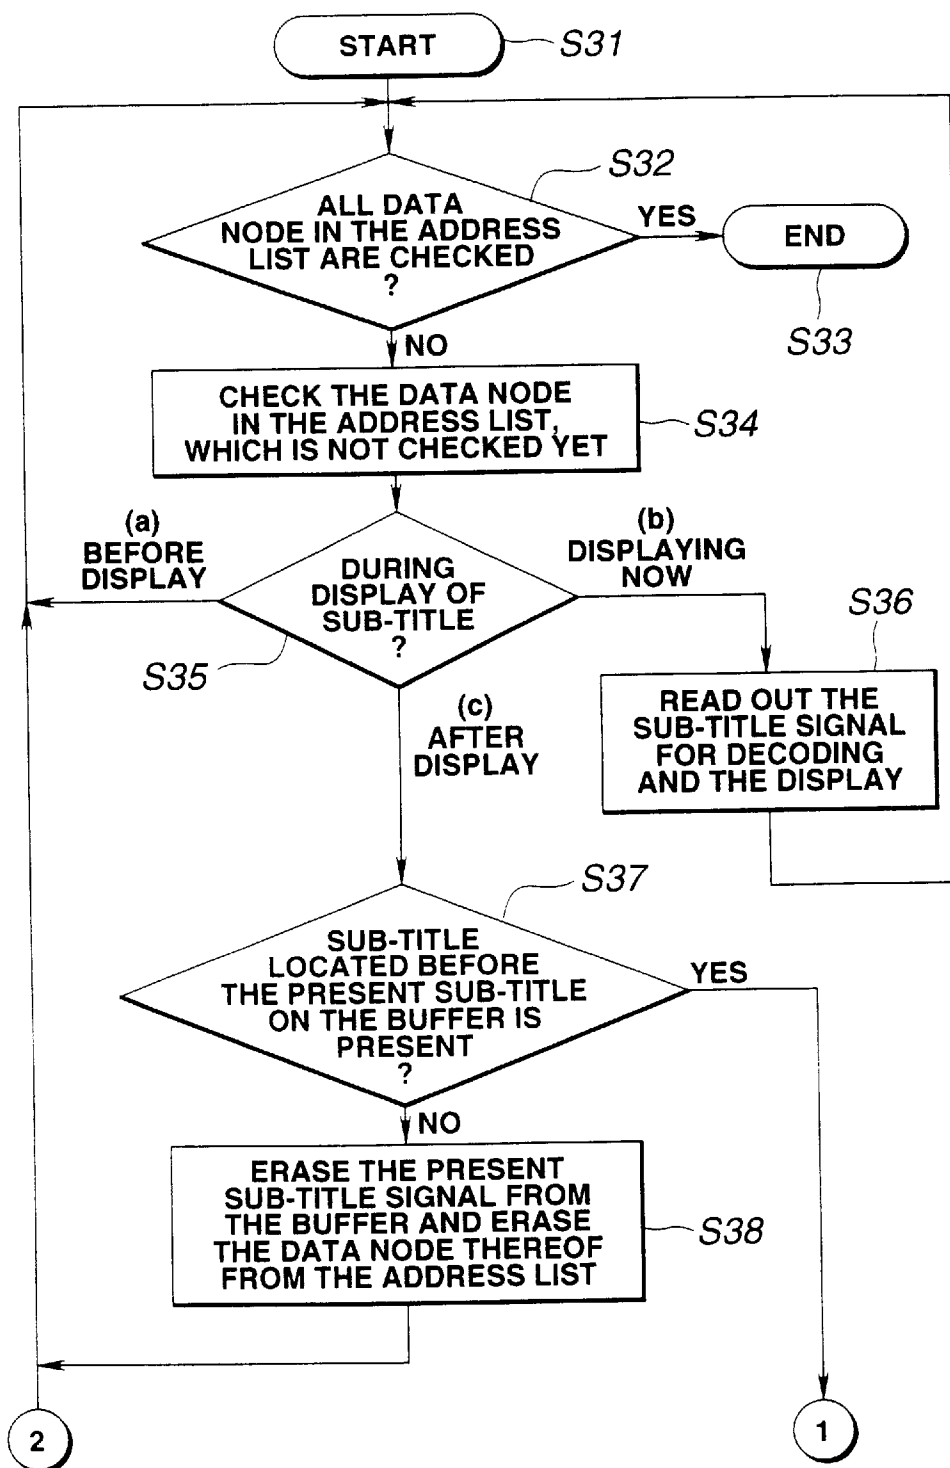 START
S31
S32
ALL DATA
NODE IN THE ADDRESS
LIST ARE CHECKED
?
YES
END
S33
NO
CHECK THE DATA NODE
IN THE ADDRESS LIST,
WHICH IS NOT CHECKED YET
S34
(a)
BEFORE
DISPLAY
(b)
DISPLAYING
NOW
DURING
DISPLAY OF
SUB-TITLE
?
S35
S36
READ OUT THE
SUB-TITLE SIGNAL
FOR DECODING
AND THE DISPLAY
(c)
AFTER
DISPLAY
S37
SUB-TITLE
LOCATED BEFORE
THE PRESENT SUB-TITLE
ON THE BUFFER IS
PRESENT
?
YES
NO
ERASE THE PRESENT
SUB-TITLE SIGNAL FROM
THE BUFFER AND ERASE
THE DATA NODE THEREOF
FROM THE ADDRESS LIST
S38
2
1